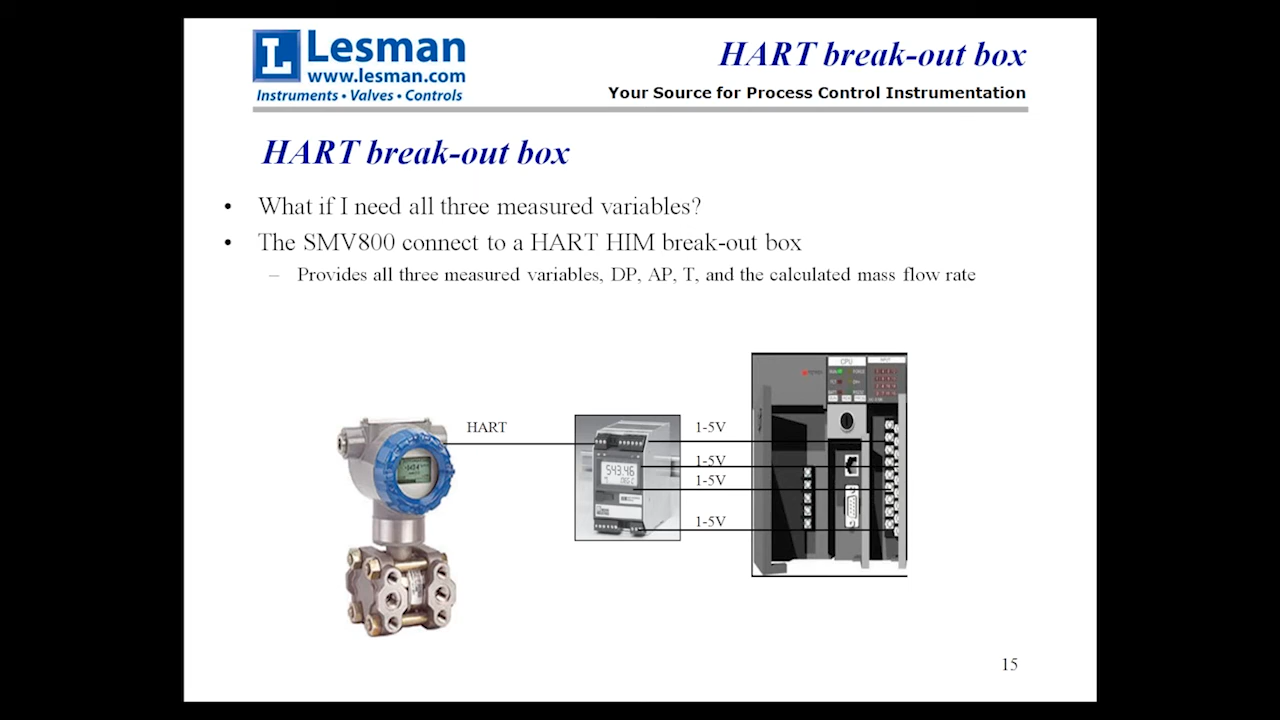 Lesman
www.lesman.com
Instruments • Valves • Controls
HART break-out box
Your Source for Process Control Instrumentation
HART break-out box
• What if I need all three measured variables?
• The SMV800 connect to a HART HIM break-out box
– Provides all three measured variables, DP, AP, T, and the calculated mass flow rate
HART
1-5V
1-5V
1-5V
1-5V
543.46
CPU
15